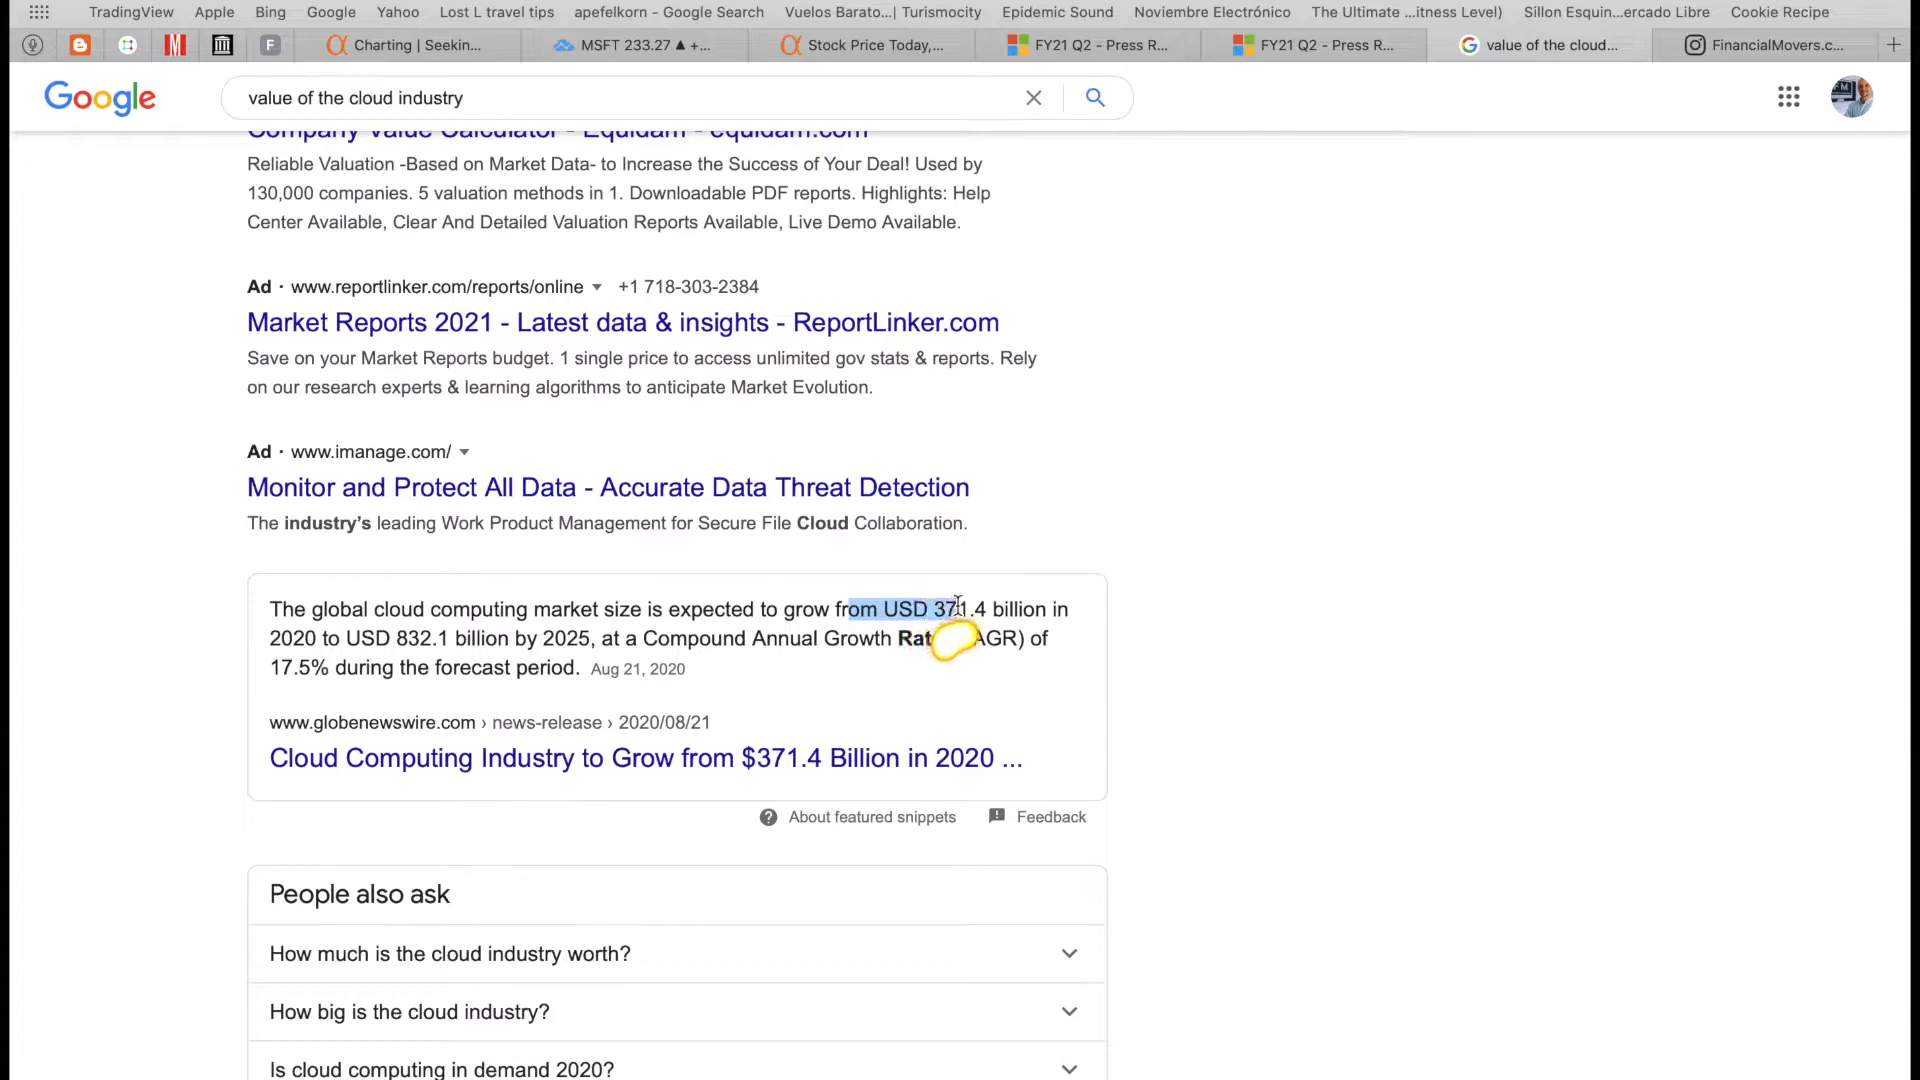 TradingView Apple Bing Google Yahoo Lost L travel tips apefelkorn - Google Search Vuelos Barato...| Turismocity Epidemic Sound Noviembre Electrónico The Ultimate ...itness Level) Sillon Esquin...ercado Libre Cookie Recipe
F Charting | Seekin... MSFT 233.27 ▲ +... Stock Price Today,... FY21 Q2 - Press R... FY21 Q2 - Press R... value of the cloud... FinancialMovers.c...
Google value of the cloud industry
Company Value Calculator - Equidam - equidam.com
Reliable Valuation -Based on Market Data- to Increase the Success of Your Deal! Used by
130,000 companies. 5 valuation methods in 1. Downloadable PDF reports. Highlights: Help
Center Available, Clear And Detailed Valuation Reports Available, Live Demo Available.
Ad · www.reportlinker.com/reports/online ▼ +1 718-303-2384
Market Reports 2021 - Latest data & insights - ReportLinker.com
Save on your Market Reports budget. 1 single price to access unlimited gov stats & reports. Rely
on our research experts & learning algorithms to anticipate Market Evolution.
Ad · www.imanage.com/ ▼
Monitor and Protect All Data - Accurate Data Threat Detection
The industry's leading Work Product Management for Secure File Cloud Collaboration.
The global cloud computing market size is expected to grow from USD 371.4 billion in
2020 to USD 832.1 billion by 2025, at a Compound Annual Growth Rat AGR) of
17.5% during the forecast period. Aug 21, 2020
www.globenewswire.com › news-release › 2020/08/21
Cloud Computing Industry to Grow from $371.4 Billion in 2020 ...
About featured snippets Feedback
People also ask
How much is the cloud industry worth?
How big is the cloud industry?
Is cloud computing in demand 2020?